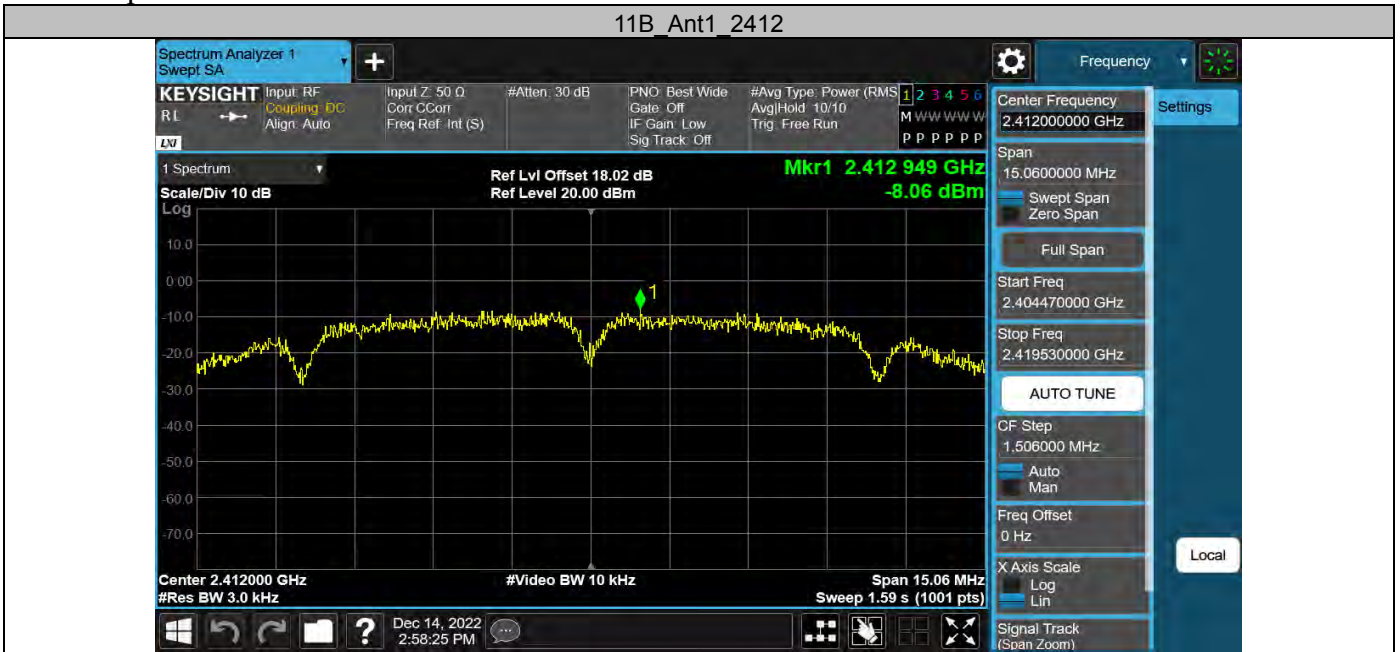 11B_Ant1_2412
Spectrum Analyzer 1
Swept SA
Frequency
KEYSIGHT
RL
LXI
Input: RF
Coupling: DC
Align: Auto
Input Z: 50 Ω
Corr CCorr
Freq Ref: Int (S)
#Atten: 30 dB
PNO: Best Wide
Gate: Off
IF Gain: Low
Sig Track: Off
#Avg Type: Power (RMS
Avg|Hold: 10/10
Trig: Free Run
1 2 3 4 5 6
M W W W W W
P P P P P P
1 Spectrum
Scale/Div 10 dB
Log
Ref Lvl Offset 18.02 dB
Ref Level 20.00 dBm
Mkr1 2.412 949 GHz
-8.06 dBm
10.0
0.00
-10.0
-20.0
-30.0
-40.0
-50.0
-60.0
-70.0
1
Center 2.412000 GHz
#Res BW 3.0 kHz
#Video BW 10 kHz
Span 15.06 MHz
Sweep 1.59 s (1001 pts)
Dec 14, 2022
2:58:25 PM
Center Frequency
2.412000000 GHz
Span
15.0600000 MHz
Swept Span
Zero Span
Full Span
Start Freq
2.404470000 GHz
Stop Freq
2.419530000 GHz
AUTO TUNE
CF Step
1.506000 MHz
Auto
Man
Freq Offset
0 Hz
X Axis Scale
Log
Lin
Signal Track
(Span Zoom)
Settings
Local